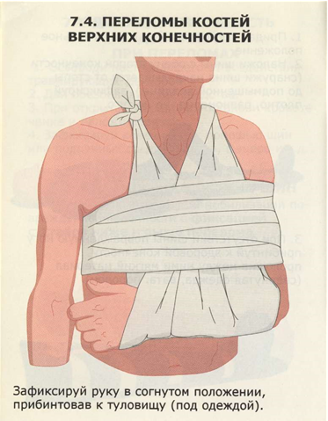 7.4. ПЕРЕЛОМЫ КОСТЕЙ
ВЕРХНИХ КОНЕЧНОСТЕЙ
Зафиксируй руку в согнутом положении,
прибинтовав к туловищу (под одеждой).